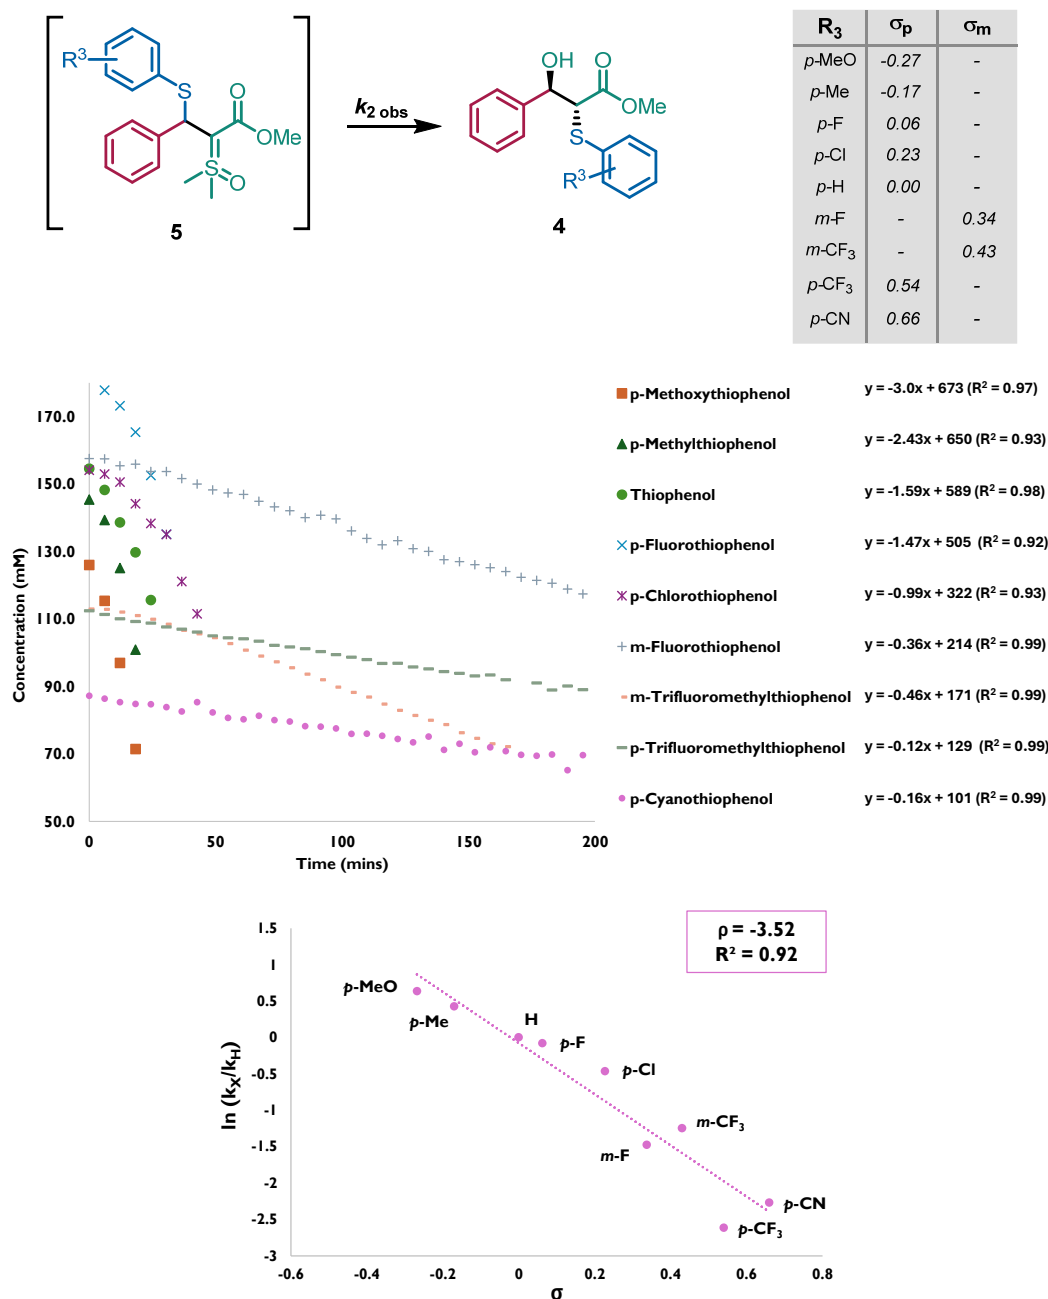 R³
S
O
OMe
S
O
5
k₂ obs
OH
O
OMe
S
R³
4
R₃ σₚ σₘ
p-MeO -0.27 -
p-Me -0.17 -
p-F 0.06 -
p-Cl 0.23 -
p-H 0.00 -
m-F - 0.34
m-CF₃ - 0.43
p-CF₃ 0.54 -
p-CN 0.66 -
Concentration (mM)
170.0
150.0
130.0
110.0
90.0
70.0
50.0
0 50 100 150 200
Time (mins)
p-Methoxythiophenol y = -3.0x + 673 (R² = 0.97)
p-Methylthiophenol y = -2.43x + 650 (R² = 0.93)
Thiophenol y = -1.59x + 589 (R² = 0.98)
p-Fluorothiophenol y = -1.47x + 505 (R² = 0.92)
p-Chlorothiophenol y = -0.99x + 322 (R² = 0.93)
m-Fluorothiophenol y = -0.36x + 214 (R² = 0.99)
m-Trifluoromethylthiophenol y = -0.46x + 171 (R² = 0.99)
p-Trifluoromethylthiophenol y = -0.12x + 129 (R² = 0.99)
p-Cyanothiophenol y = -0.16x + 101 (R² = 0.99)
ρ = -3.52
R² = 0.92
ln (kX/kH)
1.5
1
0.5
0
-0.5
-1
-1.5
-2
-2.5
-3
p-MeO
p-Me
H
p-F
p-Cl
m-CF₃
m-F
p-CN
p-CF₃
-0.6 -0.4 -0.2 0 0.2 0.4 0.6 0.8
σ